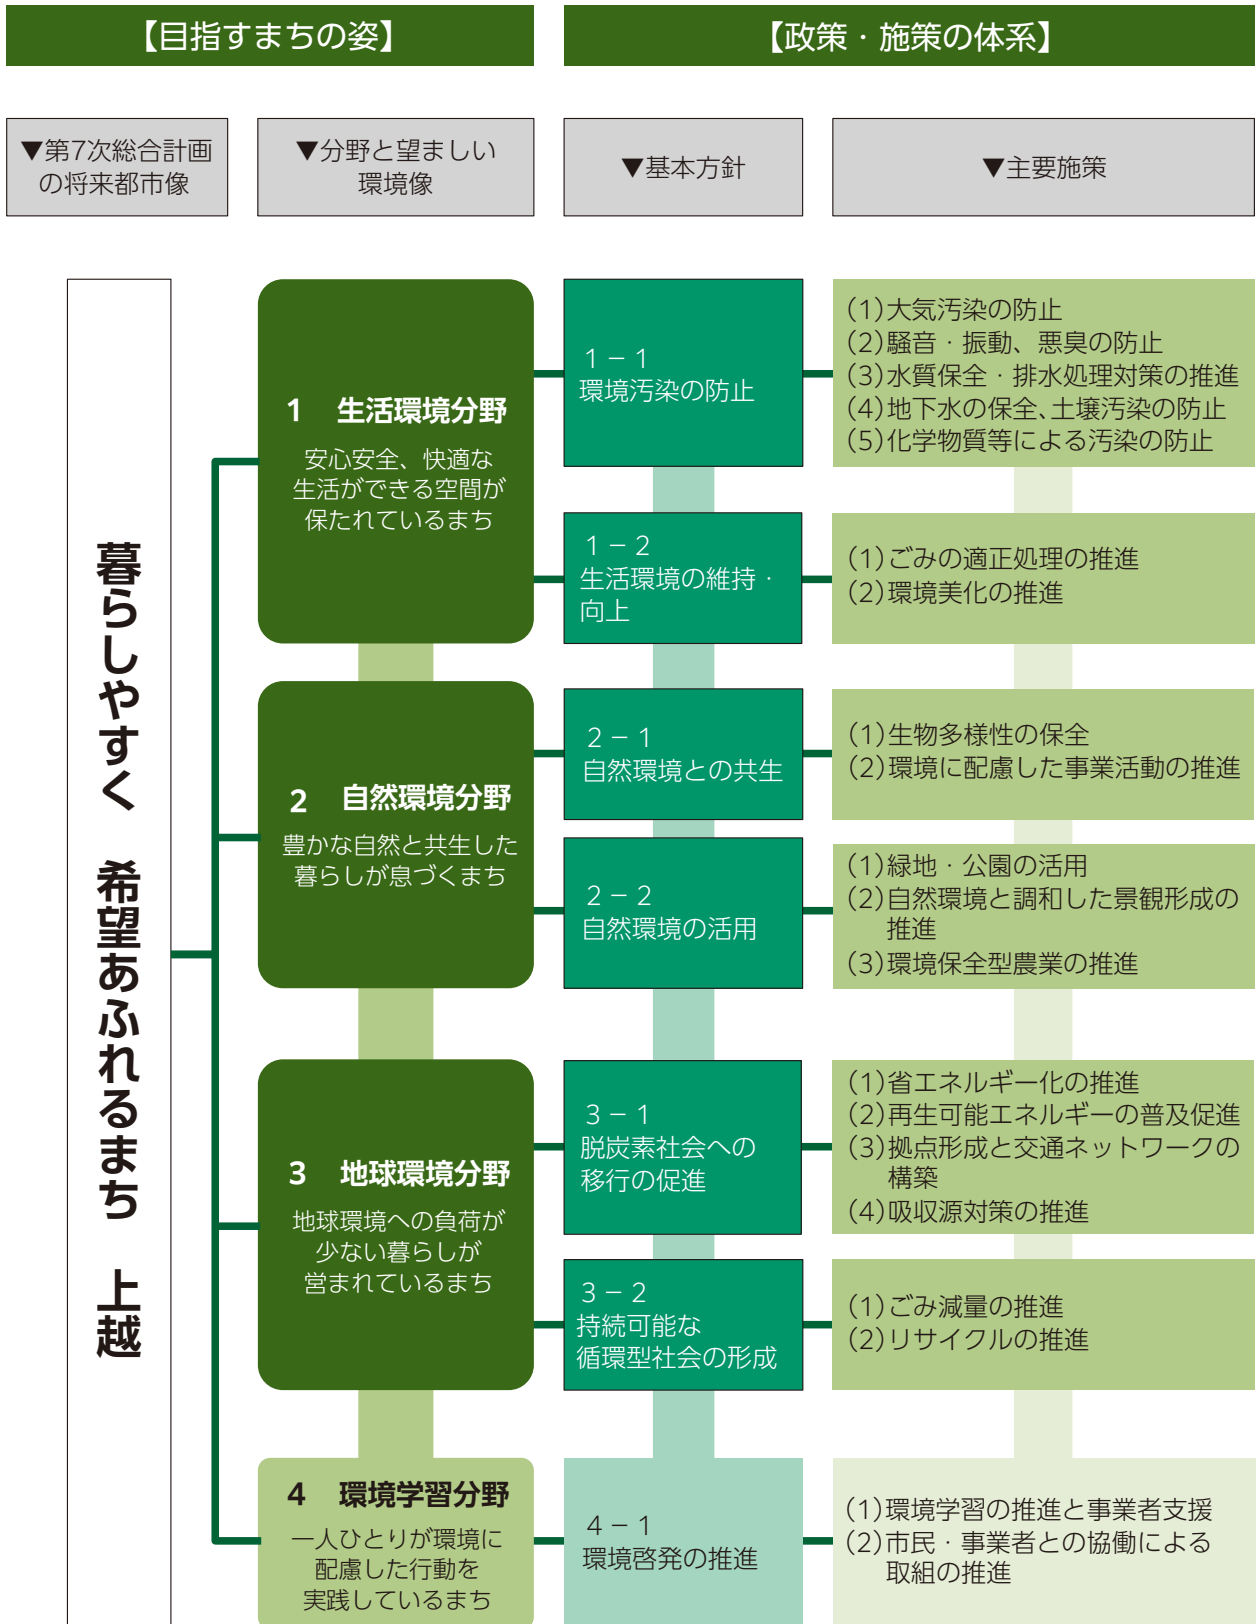 【目指すまちの姿】
【政策・施策の体系】
▼第7次総合計画
の将来都市像
▼分野と望ましい
環境像
▼基本方針
▼主要施策
暮らしやすく　希望あふれるまち　上越
1　生活環境分野
安心安全、快適な
生活ができる空間が
保たれているまち
1－1
環境汚染の防止
(1)大気汚染の防止
(2)騒音・振動、悪臭の防止
(3)水質保全・排水処理対策の推進
(4)地下水の保全、土壌汚染の防止
(5)化学物質等による汚染の防止
1－2
生活環境の維持・
向上
(1)ごみの適正処理の推進
(2)環境美化の推進
2　自然環境分野
豊かな自然と共生した
暮らしが息づくまち
2－1
自然環境との共生
(1)生物多様性の保全
(2)環境に配慮した事業活動の推進
2－2
自然環境の活用
(1)緑地・公園の活用
(2)自然環境と調和した景観形成の
推進
(3)環境保全型農業の推進
3　地球環境分野
地球環境への負荷が
少ない暮らしが
営まれているまち
3－1
脱炭素社会への
移行の促進
(1)省エネルギー化の推進
(2)再生可能エネルギーの普及促進
(3)拠点形成と交通ネットワークの
構築
(4)吸収源対策の推進
3－2
持続可能な
循環型社会の形成
(1)ごみ減量の推進
(2)リサイクルの推進
4　環境学習分野
一人ひとりが環境に
配慮した行動を
実践しているまち
4－1
環境啓発の推進
(1)環境学習の推進と事業者支援
(2)市民・事業者との協働による
取組の推進